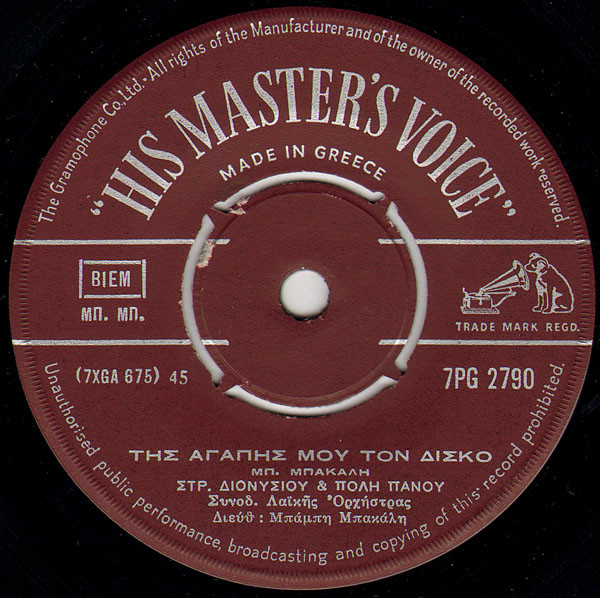 The Gramophone Co., Ltd. · All rights of the Manufacturer and of the owner of the recorded work reserved.
"HIS MASTER'S VOICE"
MADE IN GREECE
BIEM
ΜΠ. ΜΠ.
TRADE MARK REGD.
(7XGA 675) 45
7PG 2790
ΤΗΣ ΑΓΑΠΗΣ ΜΟΥ ΤΟΝ ΔΙΣΚΟ
ΜΠ. ΜΠΑΚΑΛΗ
ΣΤΡ. ΔΙΟΝΥΣΙΟΥ & ΠΟΛΗ ΠΑΝΟΥ
Συνοδ. Λαϊκῆς Ὀρχήστρας
Διεύθ : Μπάμπη Μπακάλη
Unauthorised public performance, broadcasting and copying of this record prohibited.